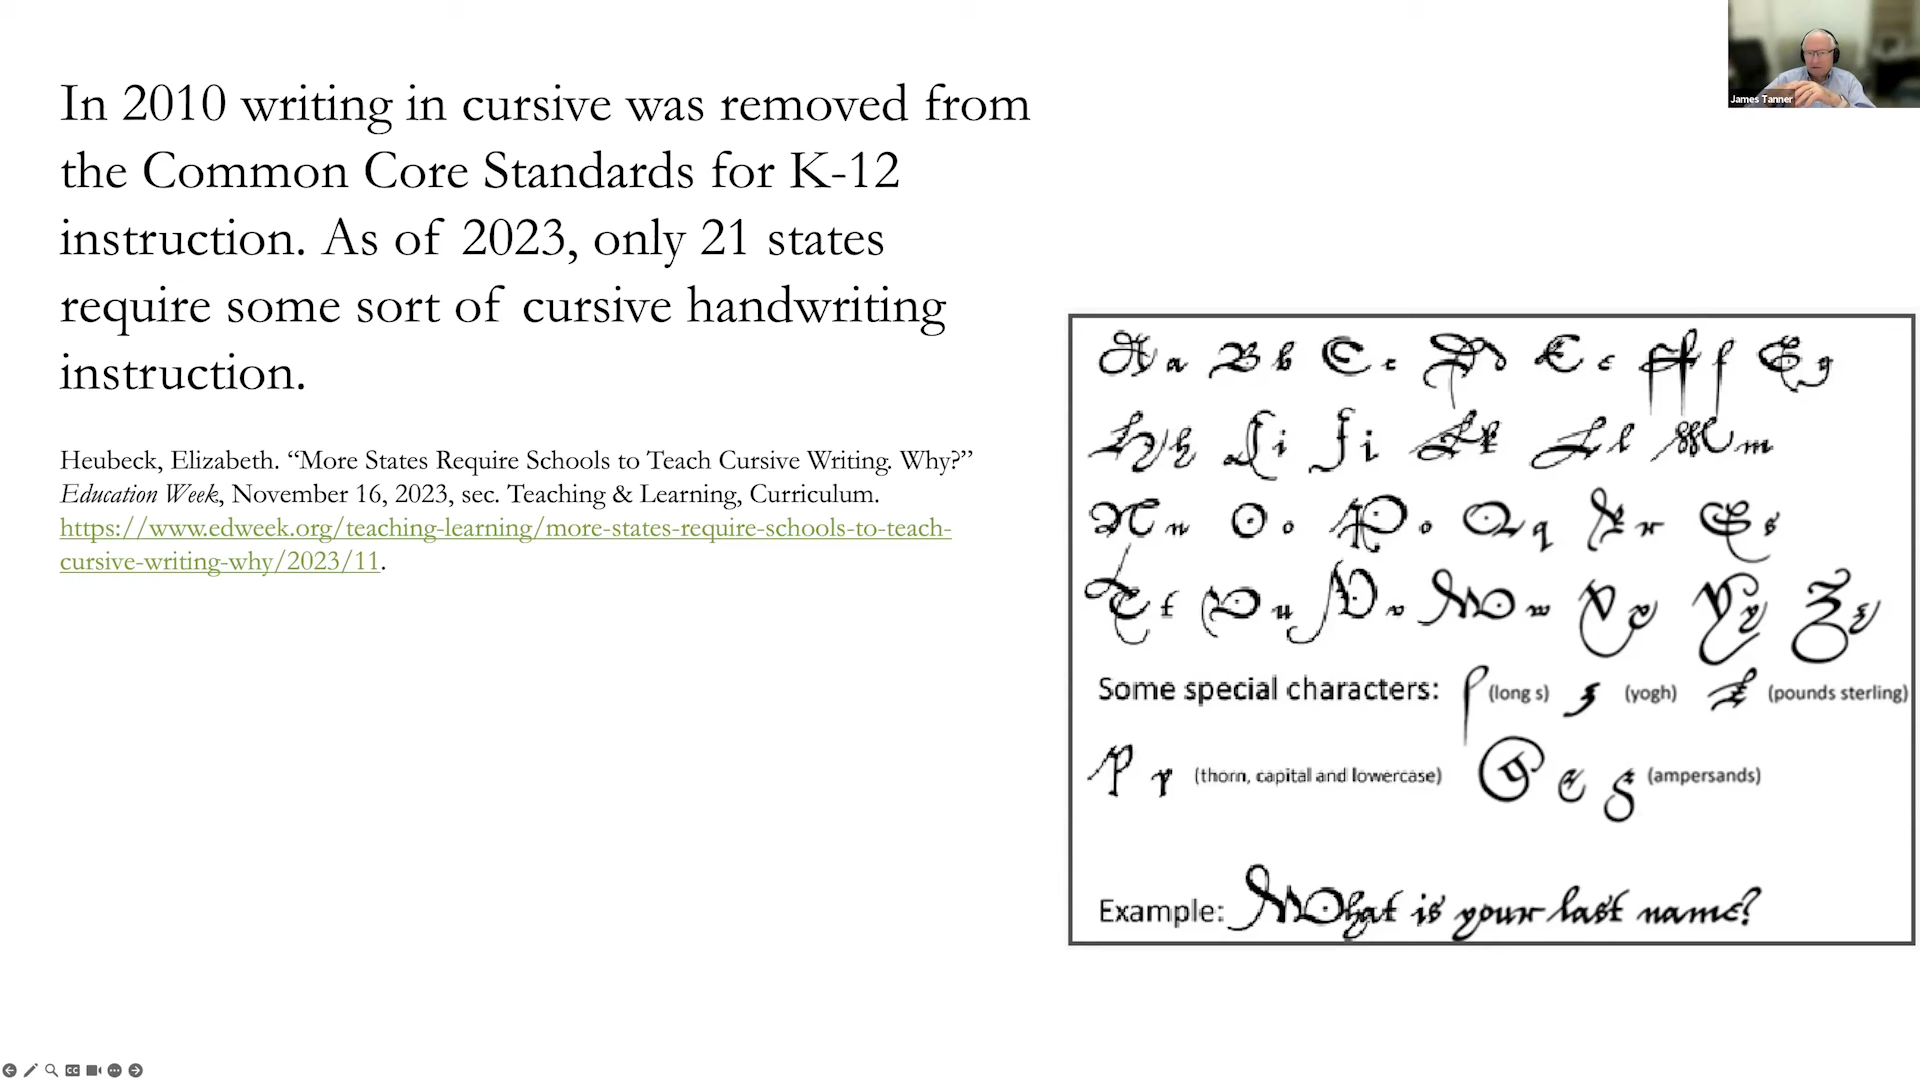 In 2010 writing in cursive was removed from
the Common Core Standards for K-12
instruction. As of 2023, only 21 states
require some sort of cursive handwriting
instruction.
Heubeck, Elizabeth. “More States Require Schools to Teach Cursive Writing. Why?”
Education Week, November 16, 2023, sec. Teaching & Learning, Curriculum.
https://www.edweek.org/teaching-learning/more-states-require-schools-to-teach-
cursive-writing-why/2023/11.
James Tanner
A a B b C c D d E e ff f G g
H h I i J i K k L l M m
N n O o P o Q q R r S s
T t U u V v W w X x Y y Z z
Some special characters: ſ (long s) ȝ (yogh) £ (pounds sterling)
Þ þ (thorn, capital and lowercase) & & & (ampersands)
Example: What is your last name?
CC